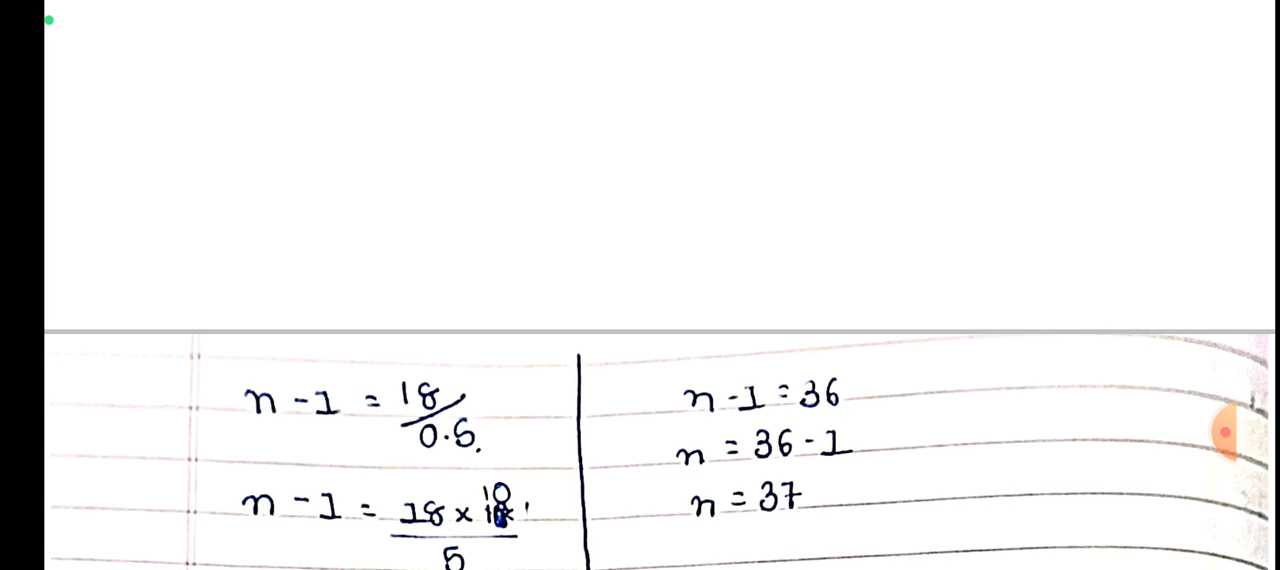 n - 1 = 18/0.5.
n - 1 = 18 × 10 / 5
n - 1 = 36
n = 36 - 1
n = 37